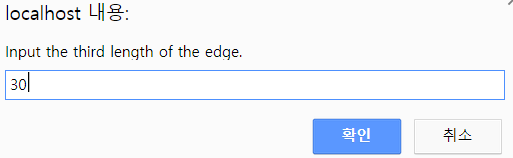 localhost 내용:
Input the third length of the edge.
30
확인 취소